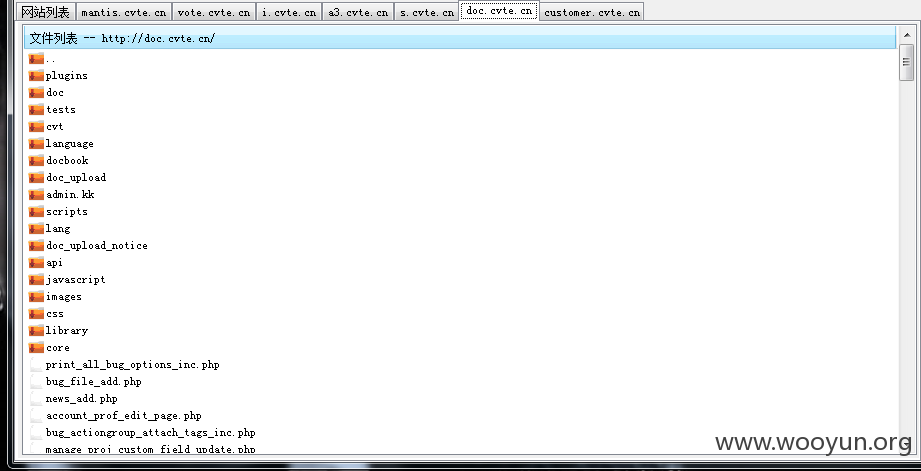 网站列表 mantis.cvte.cn vote.cvte.cn i.cvte.cn a3.cvte.cn s.cvte.cn doc.cvte.cn customer.cvte.cn
文件列表 -- http://doc.cvte.cn/
..
plugins
doc
tests
cvt
language
docbook
doc_upload
admin.kk
scripts
lang
doc_upload_notice
api
javascript
images
css
library
core
print_all_bug_options_inc.php
bug_file_add.php
news_add.php
account_prof_edit_page.php
bug_actiongroup_attach_tags_inc.php
manage_proj_custom_field_update.php
www.wooyun.org